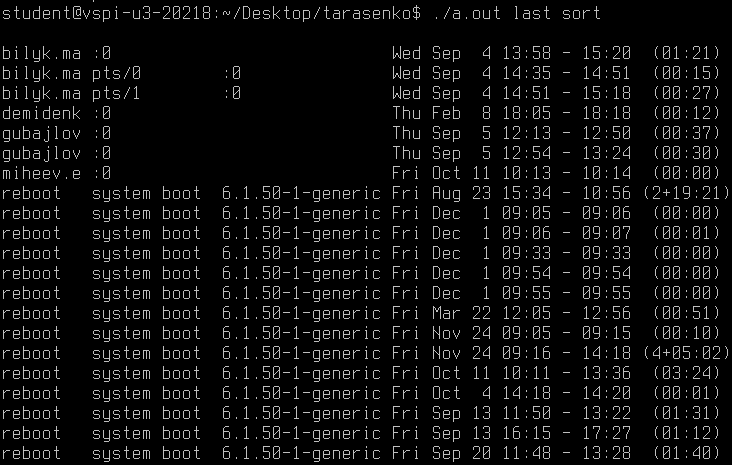 student@vspi-u3-20218:~/Desktop/tarasenko$ ./a.out last sort
bilyk.ma :0                            Wed Sep  4 13:58 - 15:20  (01:21)
bilyk.ma pts/0        :0               Wed Sep  4 14:35 - 14:51  (00:15)
bilyk.ma pts/1        :0               Wed Sep  4 14:51 - 15:18  (00:27)
demidenk :0                            Thu Feb  8 18:05 - 18:18  (00:12)
gubajlov :0                            Thu Sep  5 12:13 - 12:50  (00:37)
gubajlov :0                            Thu Sep  5 12:54 - 13:24  (00:30)
miheev.e :0                            Fri Oct 11 10:13 - 10:14  (00:00)
reboot   system boot  6.1.50-1-generic Fri Aug 23 15:34 - 10:56 (2+19:21)
reboot   system boot  6.1.50-1-generic Fri Dec  1 09:05 - 09:06  (00:00)
reboot   system boot  6.1.50-1-generic Fri Dec  1 09:06 - 09:07  (00:01)
reboot   system boot  6.1.50-1-generic Fri Dec  1 09:33 - 09:33  (00:00)
reboot   system boot  6.1.50-1-generic Fri Dec  1 09:54 - 09:54  (00:00)
reboot   system boot  6.1.50-1-generic Fri Dec  1 09:55 - 09:55  (00:00)
reboot   system boot  6.1.50-1-generic Fri Mar 22 12:05 - 12:56  (00:51)
reboot   system boot  6.1.50-1-generic Fri Nov 24 09:05 - 09:15  (00:10)
reboot   system boot  6.1.50-1-generic Fri Nov 24 09:16 - 14:18 (4+05:02)
reboot   system boot  6.1.50-1-generic Fri Oct 11 10:11 - 13:36  (03:24)
reboot   system boot  6.1.50-1-generic Fri Oct  4 14:18 - 14:20  (00:01)
reboot   system boot  6.1.50-1-generic Fri Sep 13 11:50 - 13:22  (01:31)
reboot   system boot  6.1.50-1-generic Fri Sep 13 16:15 - 17:27  (01:12)
reboot   system boot  6.1.50-1-generic Fri Sep 20 11:48 - 13:28  (01:40)